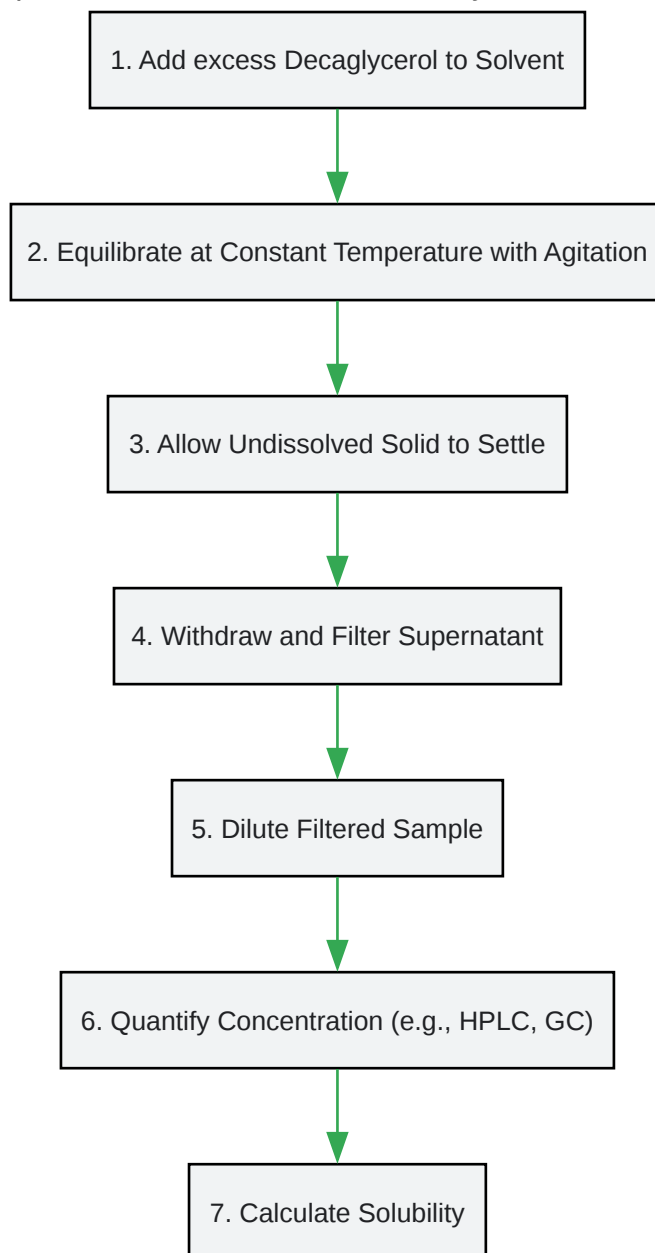 1. Add excess Decaglycerol to Solvent
2. Equilibrate at Constant Temperature with Agitation
3. Allow Undissolved Solid to Settle
4. Withdraw and Filter Supernatant
5. Dilute Filtered Sample
6. Quantify Concentration (e.g., HPLC, GC)
7. Calculate Solubility